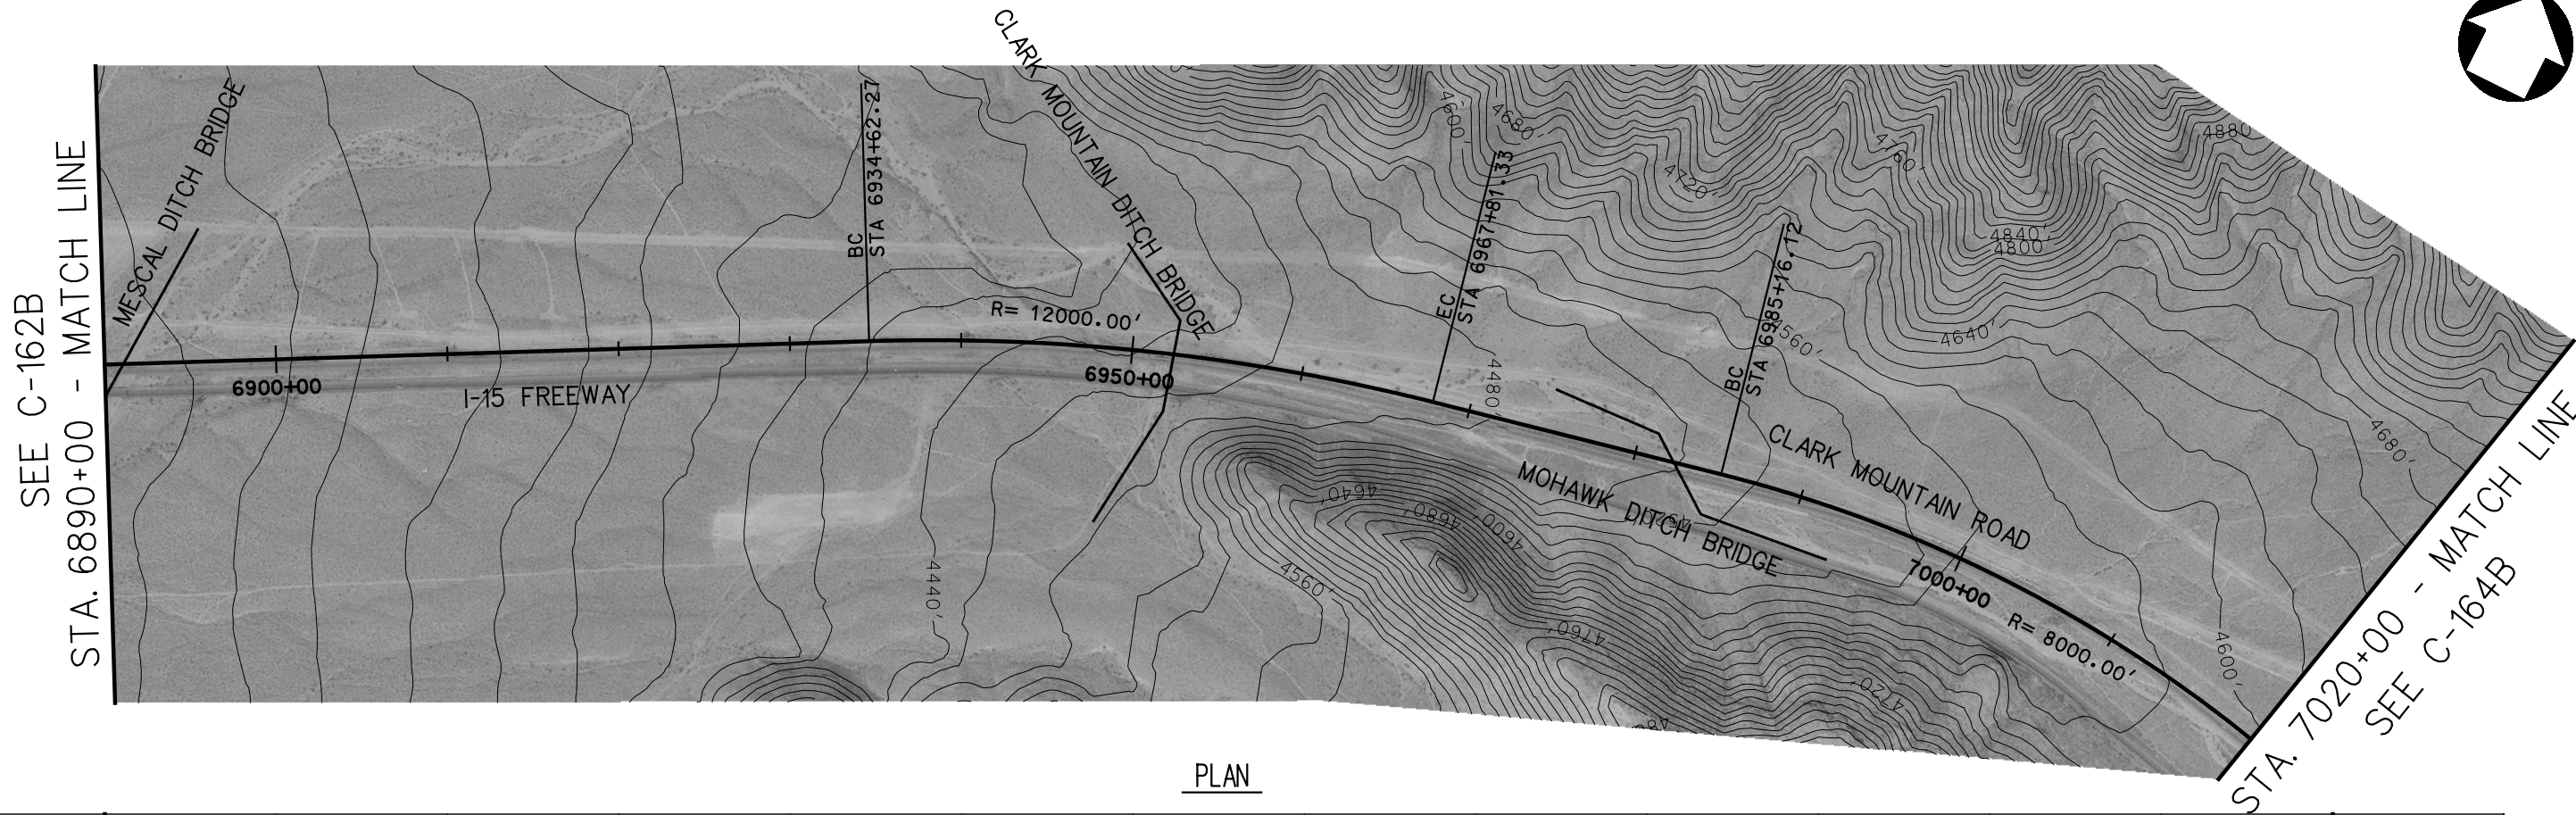 SEE C-162B
STA. 6890+00 - MATCH LINE
MESCAL DITCH BRIDGE
6900+00
I-15 FREEWAY
BC
STA 6934+62.27
CLARK MOUNTAIN DITCH BRIDGE
R= 12000.00'
6950+00
4440'
EC
STA 6967+81.33
4480'
4600'
4680'
4720'
4760'
4880'
4840'
4800'
BC
STA 6985+16.12
4560'
4640'
4680'
CLARK MOUNTAIN ROAD
MOHAWK DITCH BRIDGE
4640'
4680'
4600'
4560'
4760'
4720'
7000+00
R= 8000.00'
4600'
STA. 7020+00 - MATCH LINE
SEE C-164B
PLAN